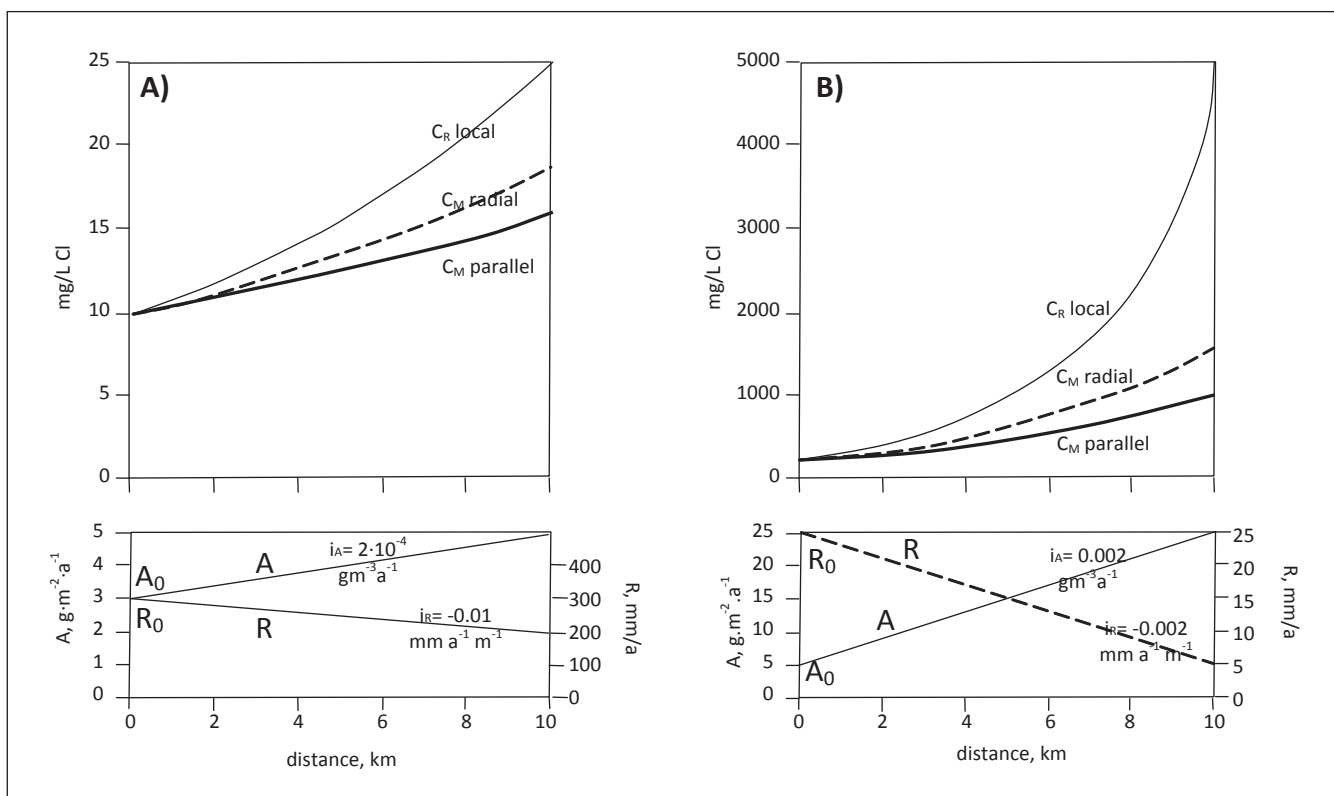 A)
25
20
15
10
5
0
mg/L Cl
C_R local
C_M radial
C_M parallel
B)
5000
4000
3000
2000
1000
0
mg/L Cl
C_R local
C_M radial
C_M parallel
5
4
3
2
1
0
A, g·m⁻²·a⁻¹
A₀
A
i_A= 2·10⁻⁴
gm⁻³a⁻¹
R₀
R
i_R= -0.01
mm a⁻¹ m⁻¹
400
300
200
100
0
R, mm/a
0 2 4 6 8 10
distance, km
25
20
15
10
5
0
A, g.m⁻².a⁻¹
R₀
R
i_A= 0.002
gm⁻³a⁻¹
A
A₀
i_R= -0.002
mm a⁻¹ m⁻¹
25
20
15
10
5
0
R, mm/a
0 2 4 6 8 10
distance, km